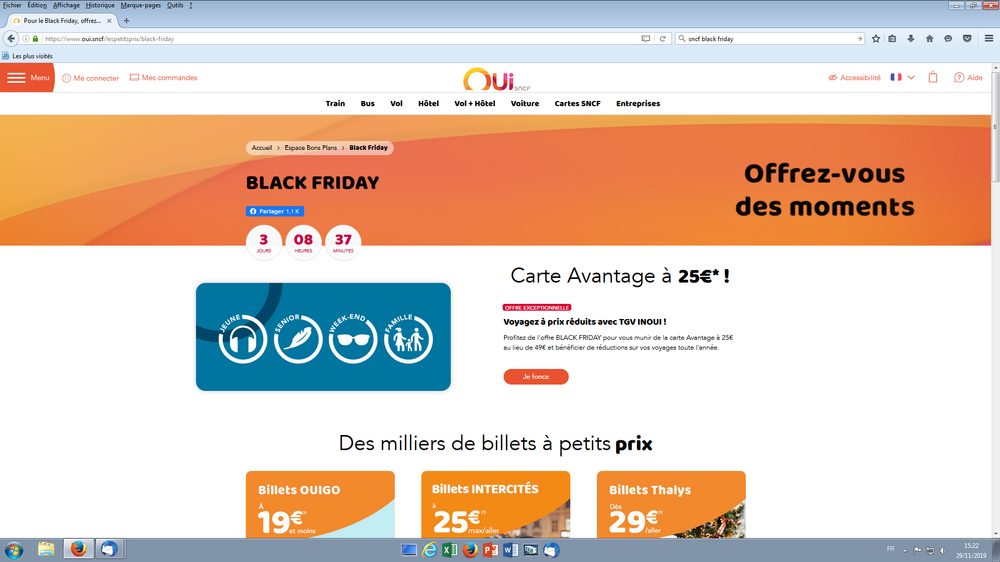 Fichier Édition Affichage Historique Marque-pages Outils ?
Pour le Black Friday, offrez...
https://www.oui.sncf/lespetitsprix/black-friday
sncf black friday
Les plus visités
Menu
Me connecter
Mes commandes
OUi.sncf
Accessibilité
Aide
Train Bus Vol Hôtel Vol + Hôtel Voiture Cartes SNCF Entreprises
Accueil > Espace Bons Plans > Black Friday
BLACK FRIDAY
Offrez-vous
des moments
Partager 1,1 K
3 08 37
JOURS HEURES MINUTES
Carte Avantage à 25€* !
JEUNE SENIOR WEEK-END FAMILLE
OFFRE EXCEPTIONNELLE
Voyagez à prix réduits avec TGV INOUI !
Profitez de l'offre BLACK FRIDAY pour vous munir de la carte Avantage à 25€
au lieu de 49€ et bénéficier de réductions sur vos voyages toute l'année.
Je fonce
Des milliers de billets à petits prix
Billets OUIGO
À
19€(1)
et moins
Billets INTERCITÉS
à
25€(1)
max/aller
Billets Thalys
Dès
29€(1)
/aller
FR
15:22
29/11/2019